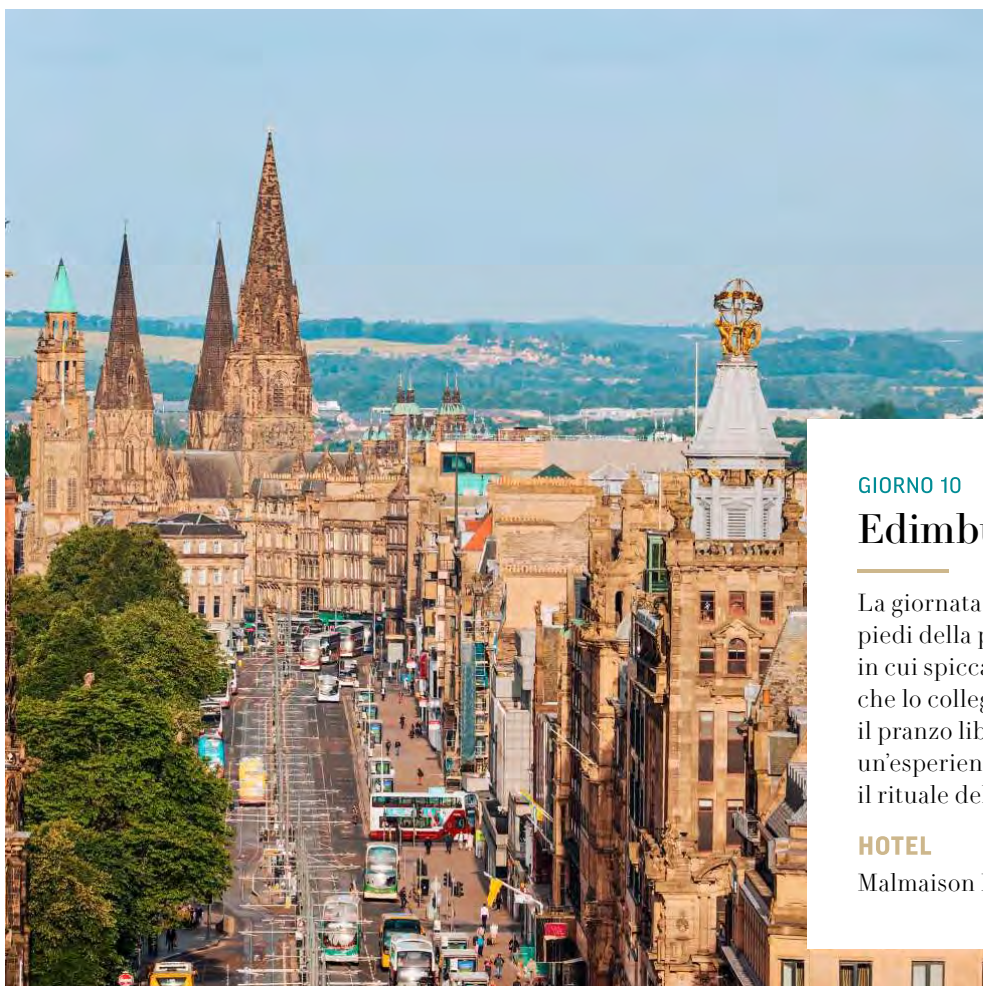 GIORNO 10
Edimbu
La giornata
piedi della p
in cui spicca
che lo colleg
il pranzo lib
un'esperien
il rituale del
HOTEL
Malmaison